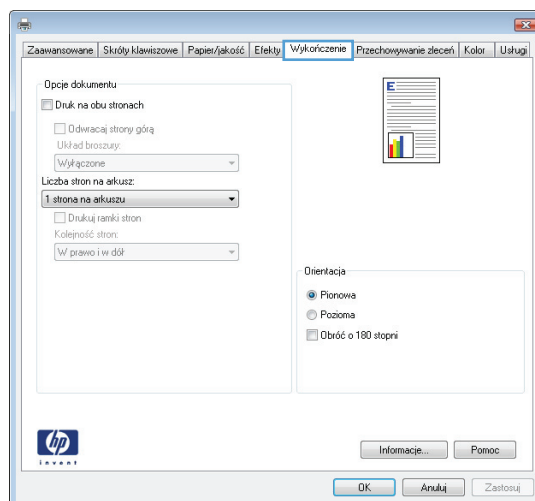 Zaawansowane Skróty klawiszowe Papier/jakość Efekty Wykończenie Przechowywanie zleceń Kolor Usługi
Opcje dokumentu
Druk na obu stronach
Odwracaj strony górą
Układ broszury:
Wyłączone
Liczba stron na arkusz:
1 strona na arkuszu
Drukuj ramki stron
Kolejność stron:
W prawo i w dół
E
Orientacja
Pionowa
Pozioma
Obróć o 180 stopni
hp
invent
Informacje... Pomoc
OK Anuluj Zastosuj